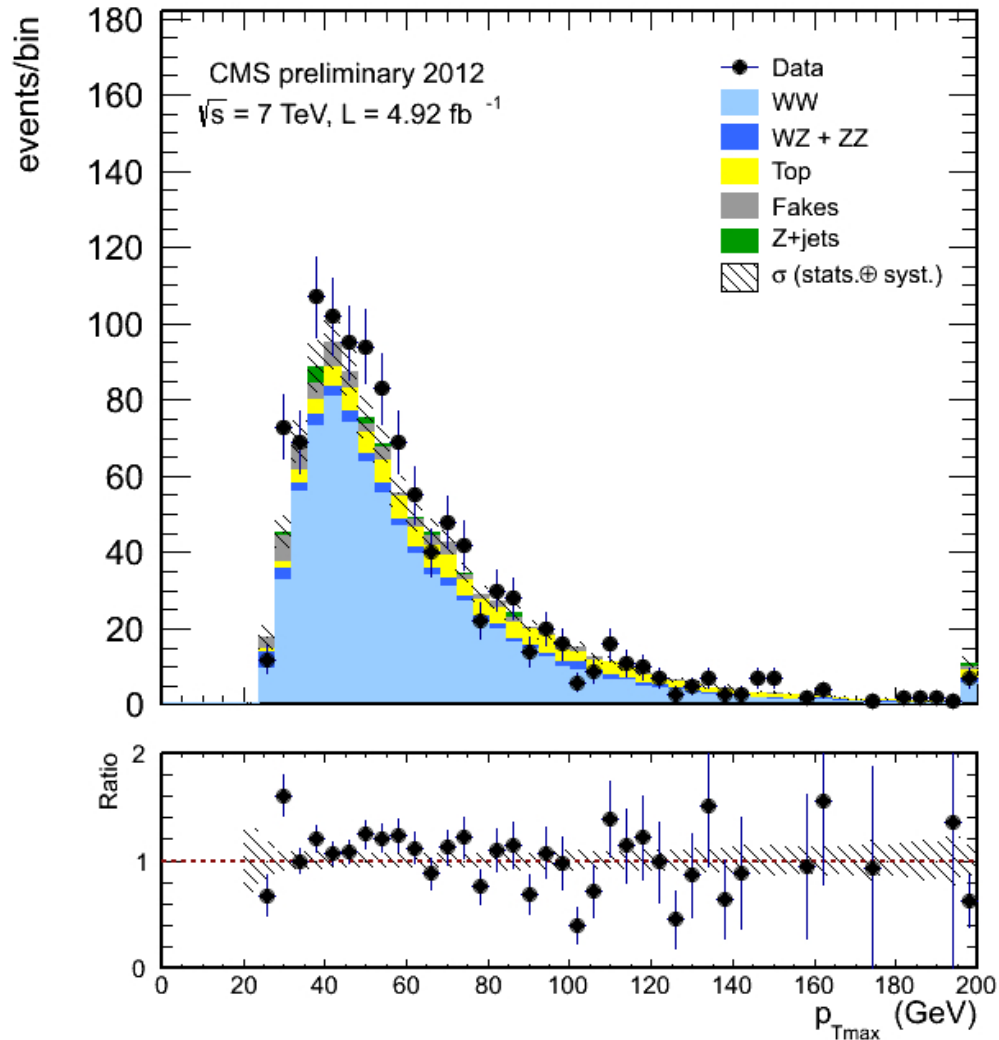 events/bin
180
160
140
120
100
80
60
40
20
0
CMS preliminary 2012
√s = 7 TeV, L = 4.92 fb⁻¹
Data
WW
WZ + ZZ
Top
Fakes
Z+jets
σ (stats.⊕ syst.)
Ratio
2
1
0
0 20 40 60 80 100 120 140 160 180 200
p_Tmax (GeV)